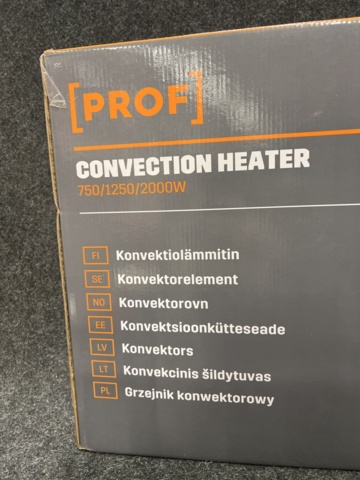 [PROF]
CONVECTION HEATER
750/1250/2000W
FI Konvektiolämmitin
SE Konvektorelement
NO Konvektorovn
EE Konvektsioonkütteseade
LV Konvektors
LT Konvekcinis šildytuvas
PL Grzejnik konwektorowy